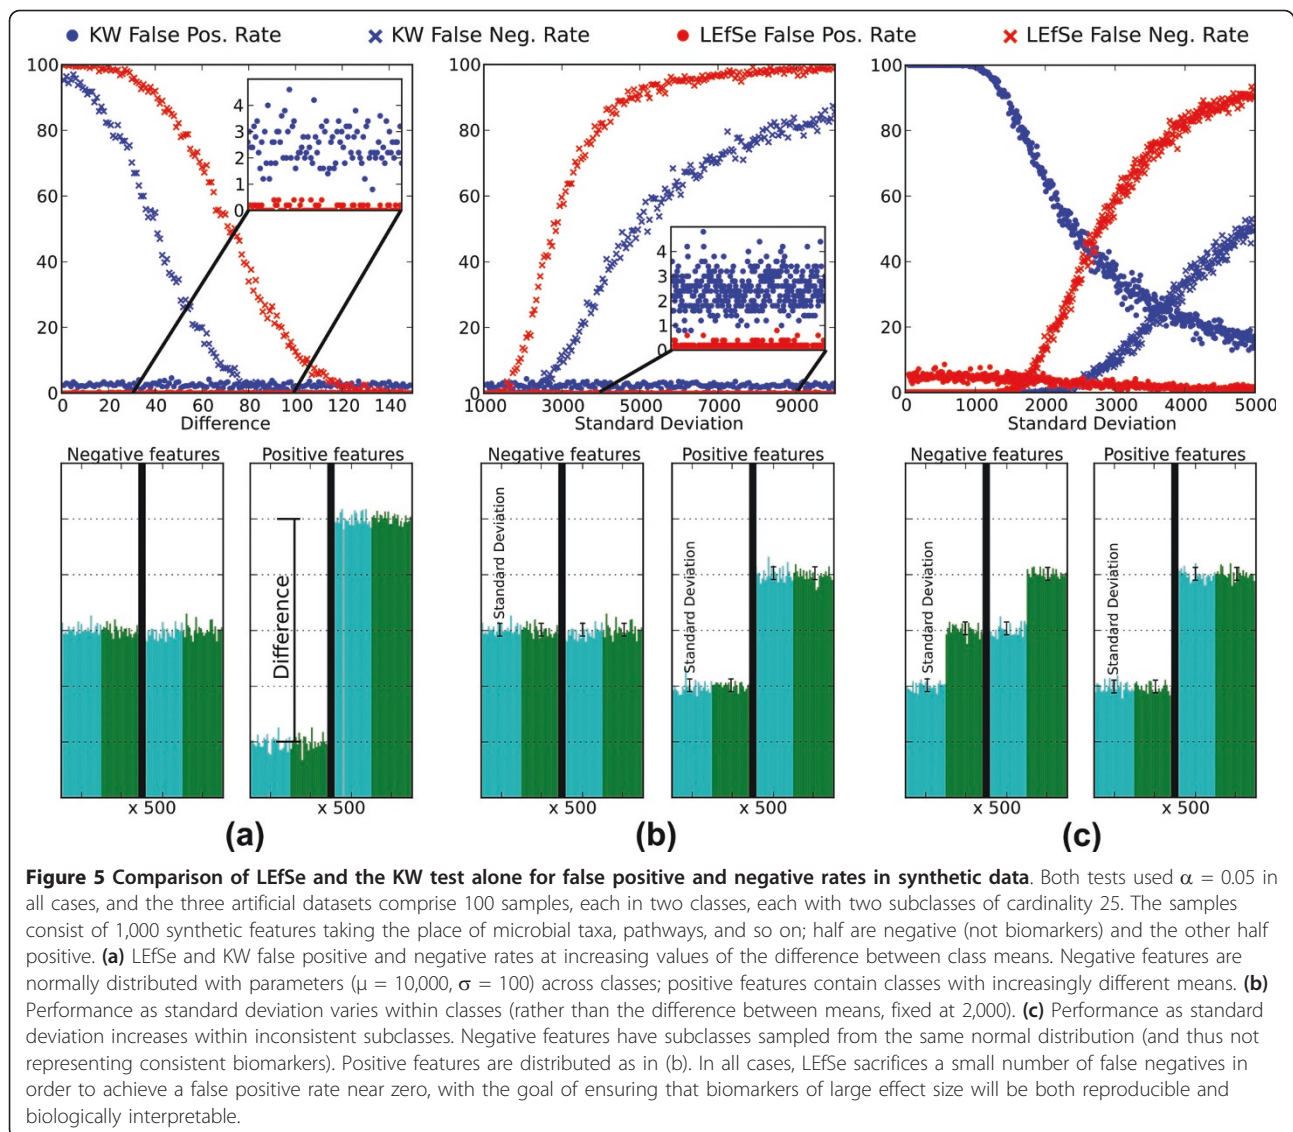 KW False Pos. Rate KW False Neg. Rate LEfSe False Pos. Rate LEfSe False Neg. Rate
100
80
60
40
20
0
0 20 40 60 80 100 120 140
Difference
4
3
2
1
0
100
80
60
40
20
0
1000 3000 5000 7000 9000
Standard Deviation
4
3
2
1
0
100
80
60
40
20
0
0 1000 2000 3000 4000 5000
Standard Deviation
Negative features Positive features
Difference
x 500 x 500
(a)
Negative features Positive features
Standard Deviation
Standard Deviation
x 500 x 500
(b)
Negative features Positive features
Standard Deviation
Standard Deviation
x 500 x 500
(c)
Figure 5 Comparison of LEfSe and the KW test alone for false positive and negative rates in synthetic data. Both tests used α = 0.05 in
all cases, and the three artificial datasets comprise 100 samples, each in two classes, each with two subclasses of cardinality 25. The samples
consist of 1,000 synthetic features taking the place of microbial taxa, pathways, and so on; half are negative (not biomarkers) and the other half
positive. (a) LEfSe and KW false positive and negative rates at increasing values of the difference between class means. Negative features are
normally distributed with parameters (μ = 10,000, σ = 100) across classes; positive features contain classes with increasingly different means. (b)
Performance as standard deviation varies within classes (rather than the difference between means, fixed at 2,000). (c) Performance as standard
deviation increases within inconsistent subclasses. Negative features have subclasses sampled from the same normal distribution (and thus not
representing consistent biomarkers). Positive features are distributed as in (b). In all cases, LEfSe sacrifices a small number of false negatives in
order to achieve a false positive rate near zero, with the goal of ensuring that biomarkers of large effect size will be both reproducible and
biologically interpretable.